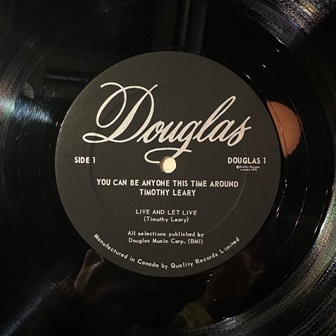 Douglas
SIDE 1
DOUGLAS 1
YOU CAN BE ANYONE THIS TIME AROUND
TIMOTHY LEARY
LIVE AND LET LIVE
(Timothy Leary)
All selections published by
Douglas Music Corp. (BMI)
Manufactured in Canada by Quality Records Limited